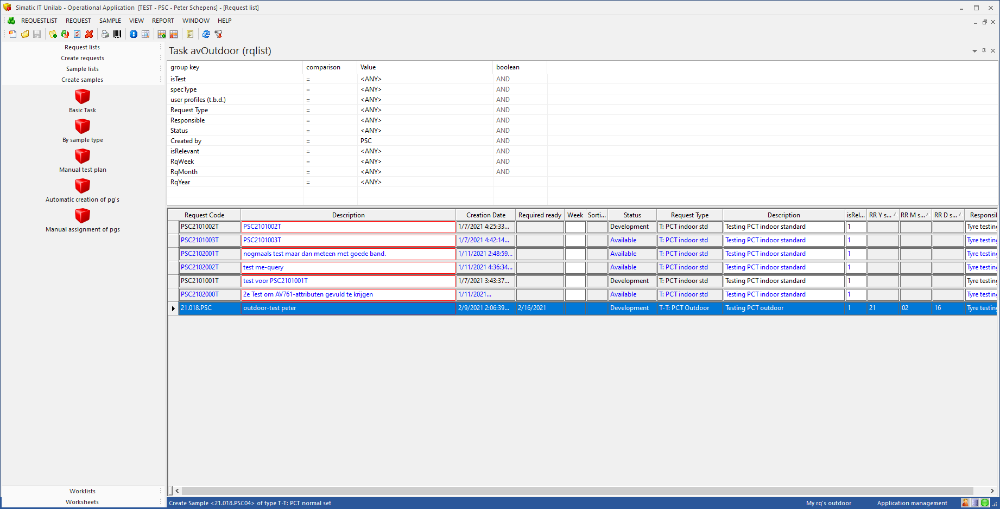 Simatic IT Unilab - Operational Application  [TEST - PSC - Peter Schepens] - [Request list]
REQUESTLIST REQUEST SAMPLE VIEW REPORT WINDOW HELP
Request lists
Create requests
Sample lists
Create samples
Basic Task
By sample type
Manual test plan
Automatic creation of pg's
Manual assignment of pgs
Worklists
Worksheets
Task avOutdoor (rqlist)
group key comparison Value boolean
isTest = <ANY> AND
specType = <ANY> AND
user profiles (t.b.d.) = <ANY> AND
Request Type = <ANY> AND
Responsible = <ANY> AND
Status = <ANY> AND
Created by = PSC AND
isRelevant = <ANY> AND
RqWeek = <ANY> AND
RqMonth = <ANY> AND
RqYear = <ANY>
Request Code Description Creation Date Required ready Week Sorti... Status Request Type Description isRel... RR Y s... RR M s... RR D s... Responsil
PSC2101002T PSC2101002T 1/7/2021 4:25:33... Development T: PCT indoor std Testing PCT indoor standard 1 Tyre testing
PSC2101003T PSC2101003T 1/7/2021 4:42:14... Available T: PCT indoor std Testing PCT indoor standard 1 Tyre testing
PSC2102001T nogmaals test maar dan meteen met goede band. 1/11/2021 2:48:59... Available T: PCT indoor std Testing PCT indoor standard 1 Tyre testing
PSC2102002T test me-query 1/11/2021 4:36:34... Available T: PCT indoor std Testing PCT indoor standard 1 Tyre testing
PSC2101001T test voor PSC2101001T 1/7/2021 3:43:37... Development T: PCT indoor std Testing PCT indoor standard 1 Tyre testing
PSC2102000T 2e Test om AV761-attributen gevuld te krijgen 1/11/2021... Available T: PCT indoor std Testing PCT indoor standard 1 Tyre testing
21.018.PSC outdoor-test peter 2/9/2021 2:06:39... 2/16/2021 Development T-T: PCT Outdoor Testing PCT outdoor 1 21 02 16 Tyre testing
Create Sample <21.018.PSC04>  of type T-T: PCT normal set My rq's outdoor Application management